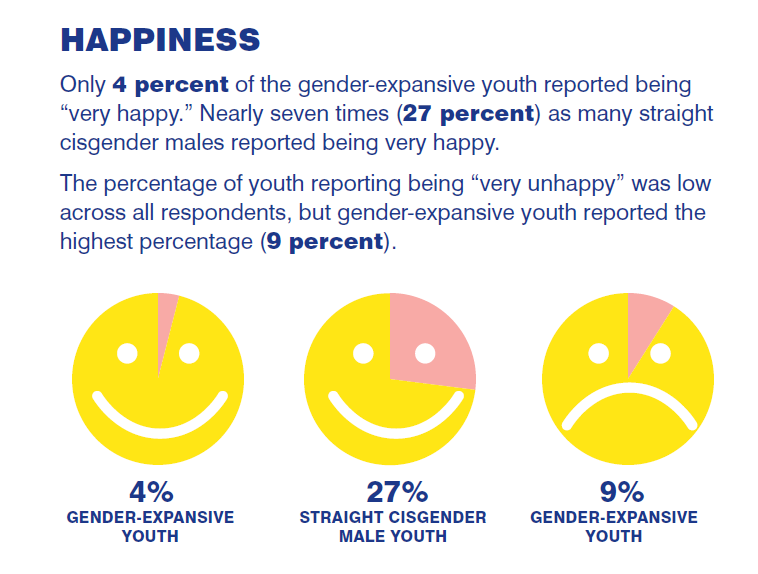 HAPPINESS
Only 4 percent of the gender-expansive youth reported being
“very happy.” Nearly seven times (27 percent) as many straight
cisgender males reported being very happy.
The percentage of youth reporting being “very unhappy” was low
across all respondents, but gender-expansive youth reported the
highest percentage (9 percent).
4%
GENDER-EXPANSIVE
YOUTH
27%
STRAIGHT CISGENDER
MALE YOUTH
9%
GENDER-EXPANSIVE
YOUTH